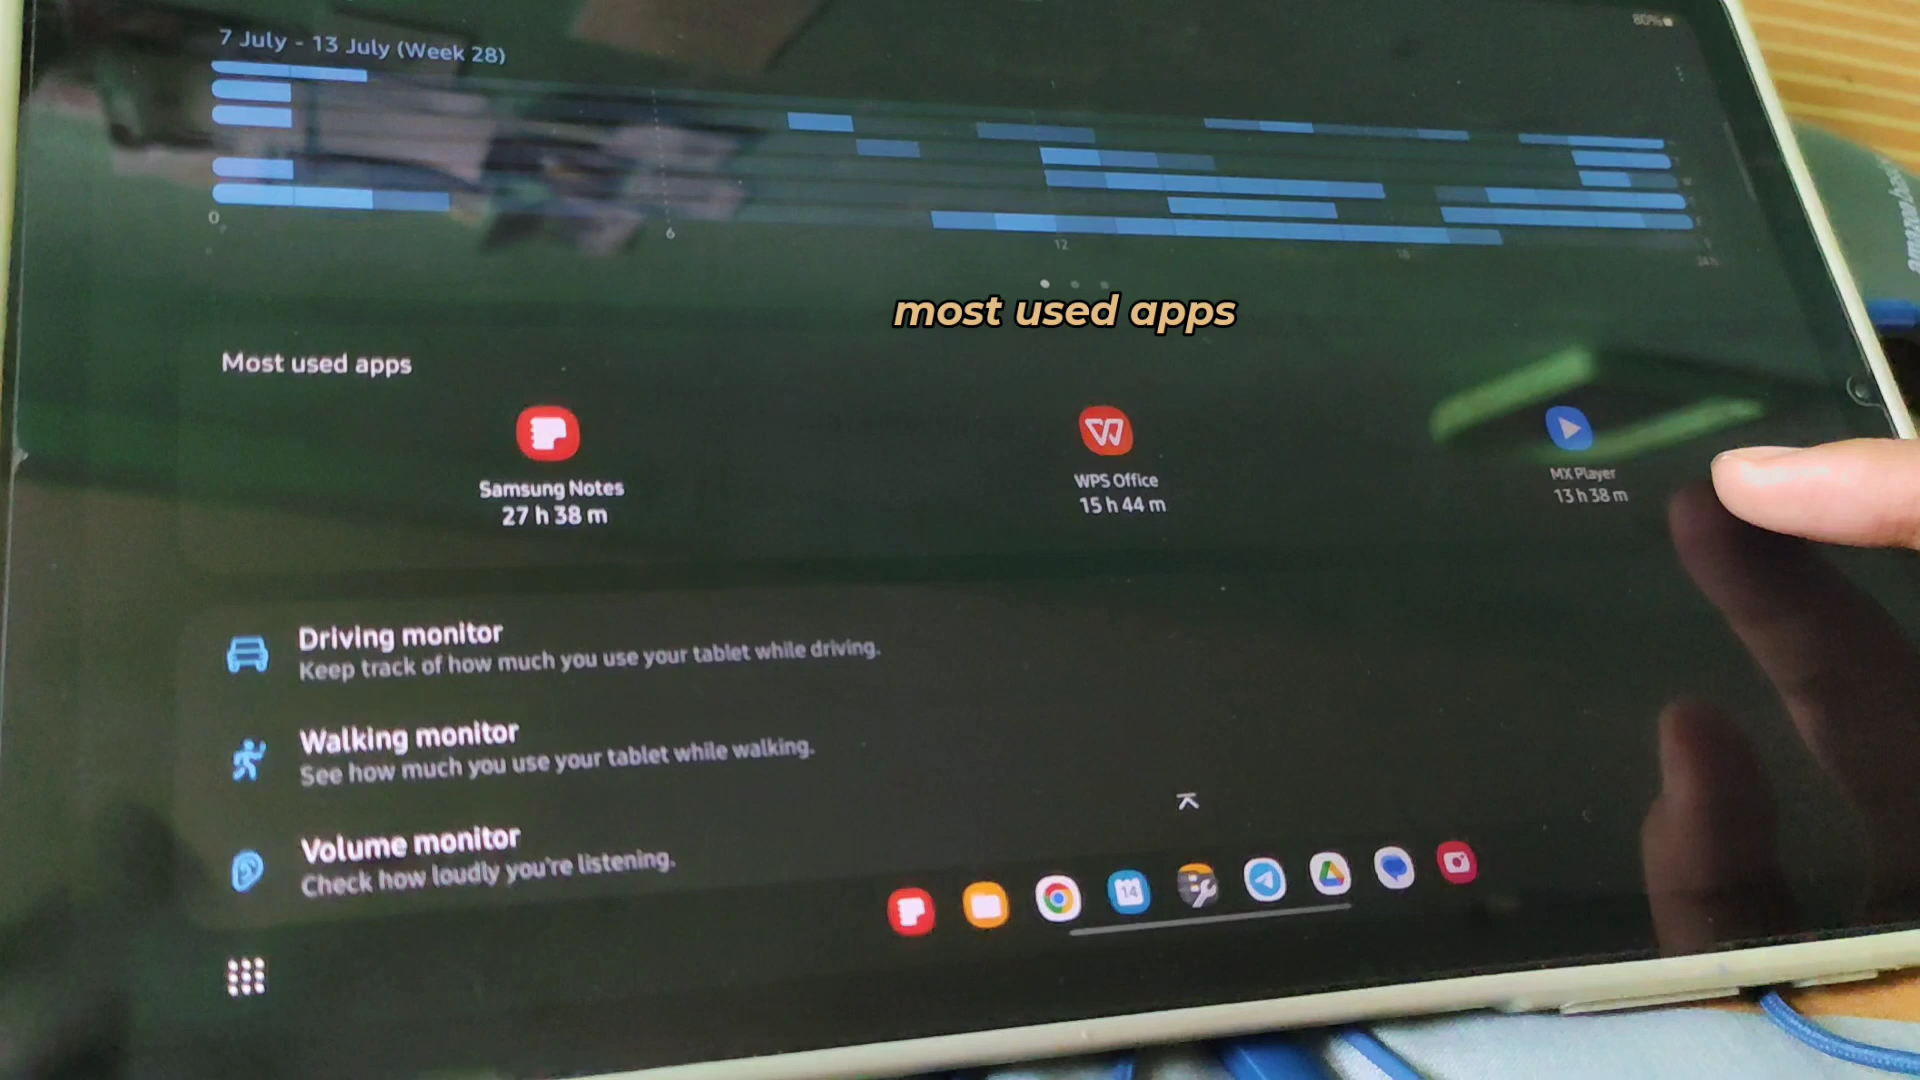 80%
7 July - 13 July (Week 28)
0
6
12
18
most used apps
Most used apps
Samsung Notes
27 h 38 m
WPS Office
15 h 44 m
MX Player
13 h 38 m
Driving monitor
Keep track of how much you use your tablet while driving.
Walking monitor
See how much you use your tablet while walking.
Volume monitor
Check how loudly you're listening.
14